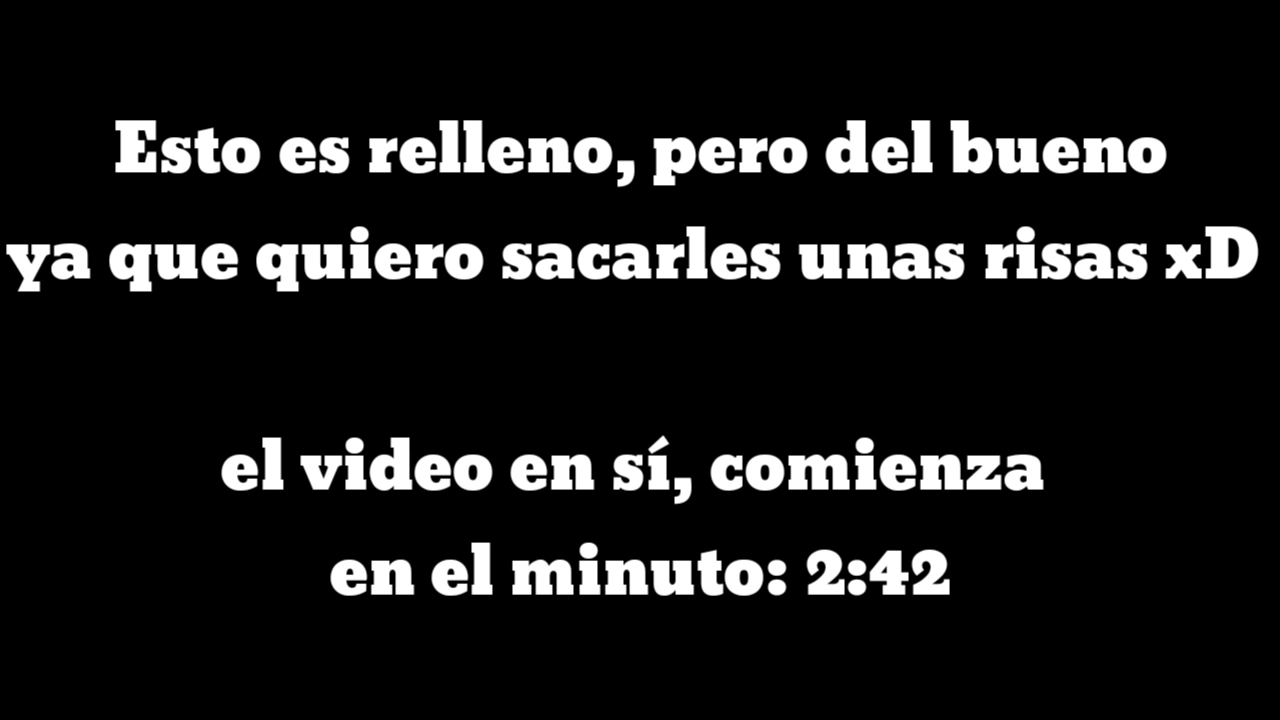 Esto es relleno, pero del bueno
ya que quiero sacarles unas risas xD
el video en sí, comienza
en el minuto: 2:42